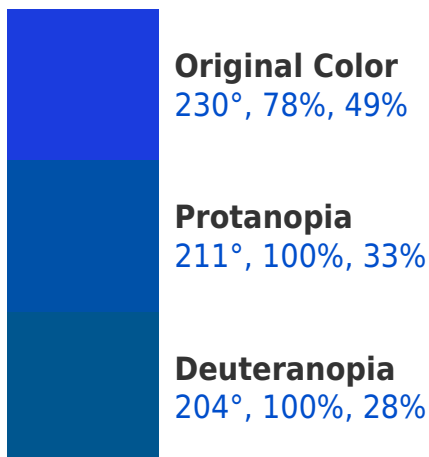 Original Color
230°, 78%, 49%
Protanopia
211°, 100%, 33%
Deuteranopia
204°, 100%, 28%